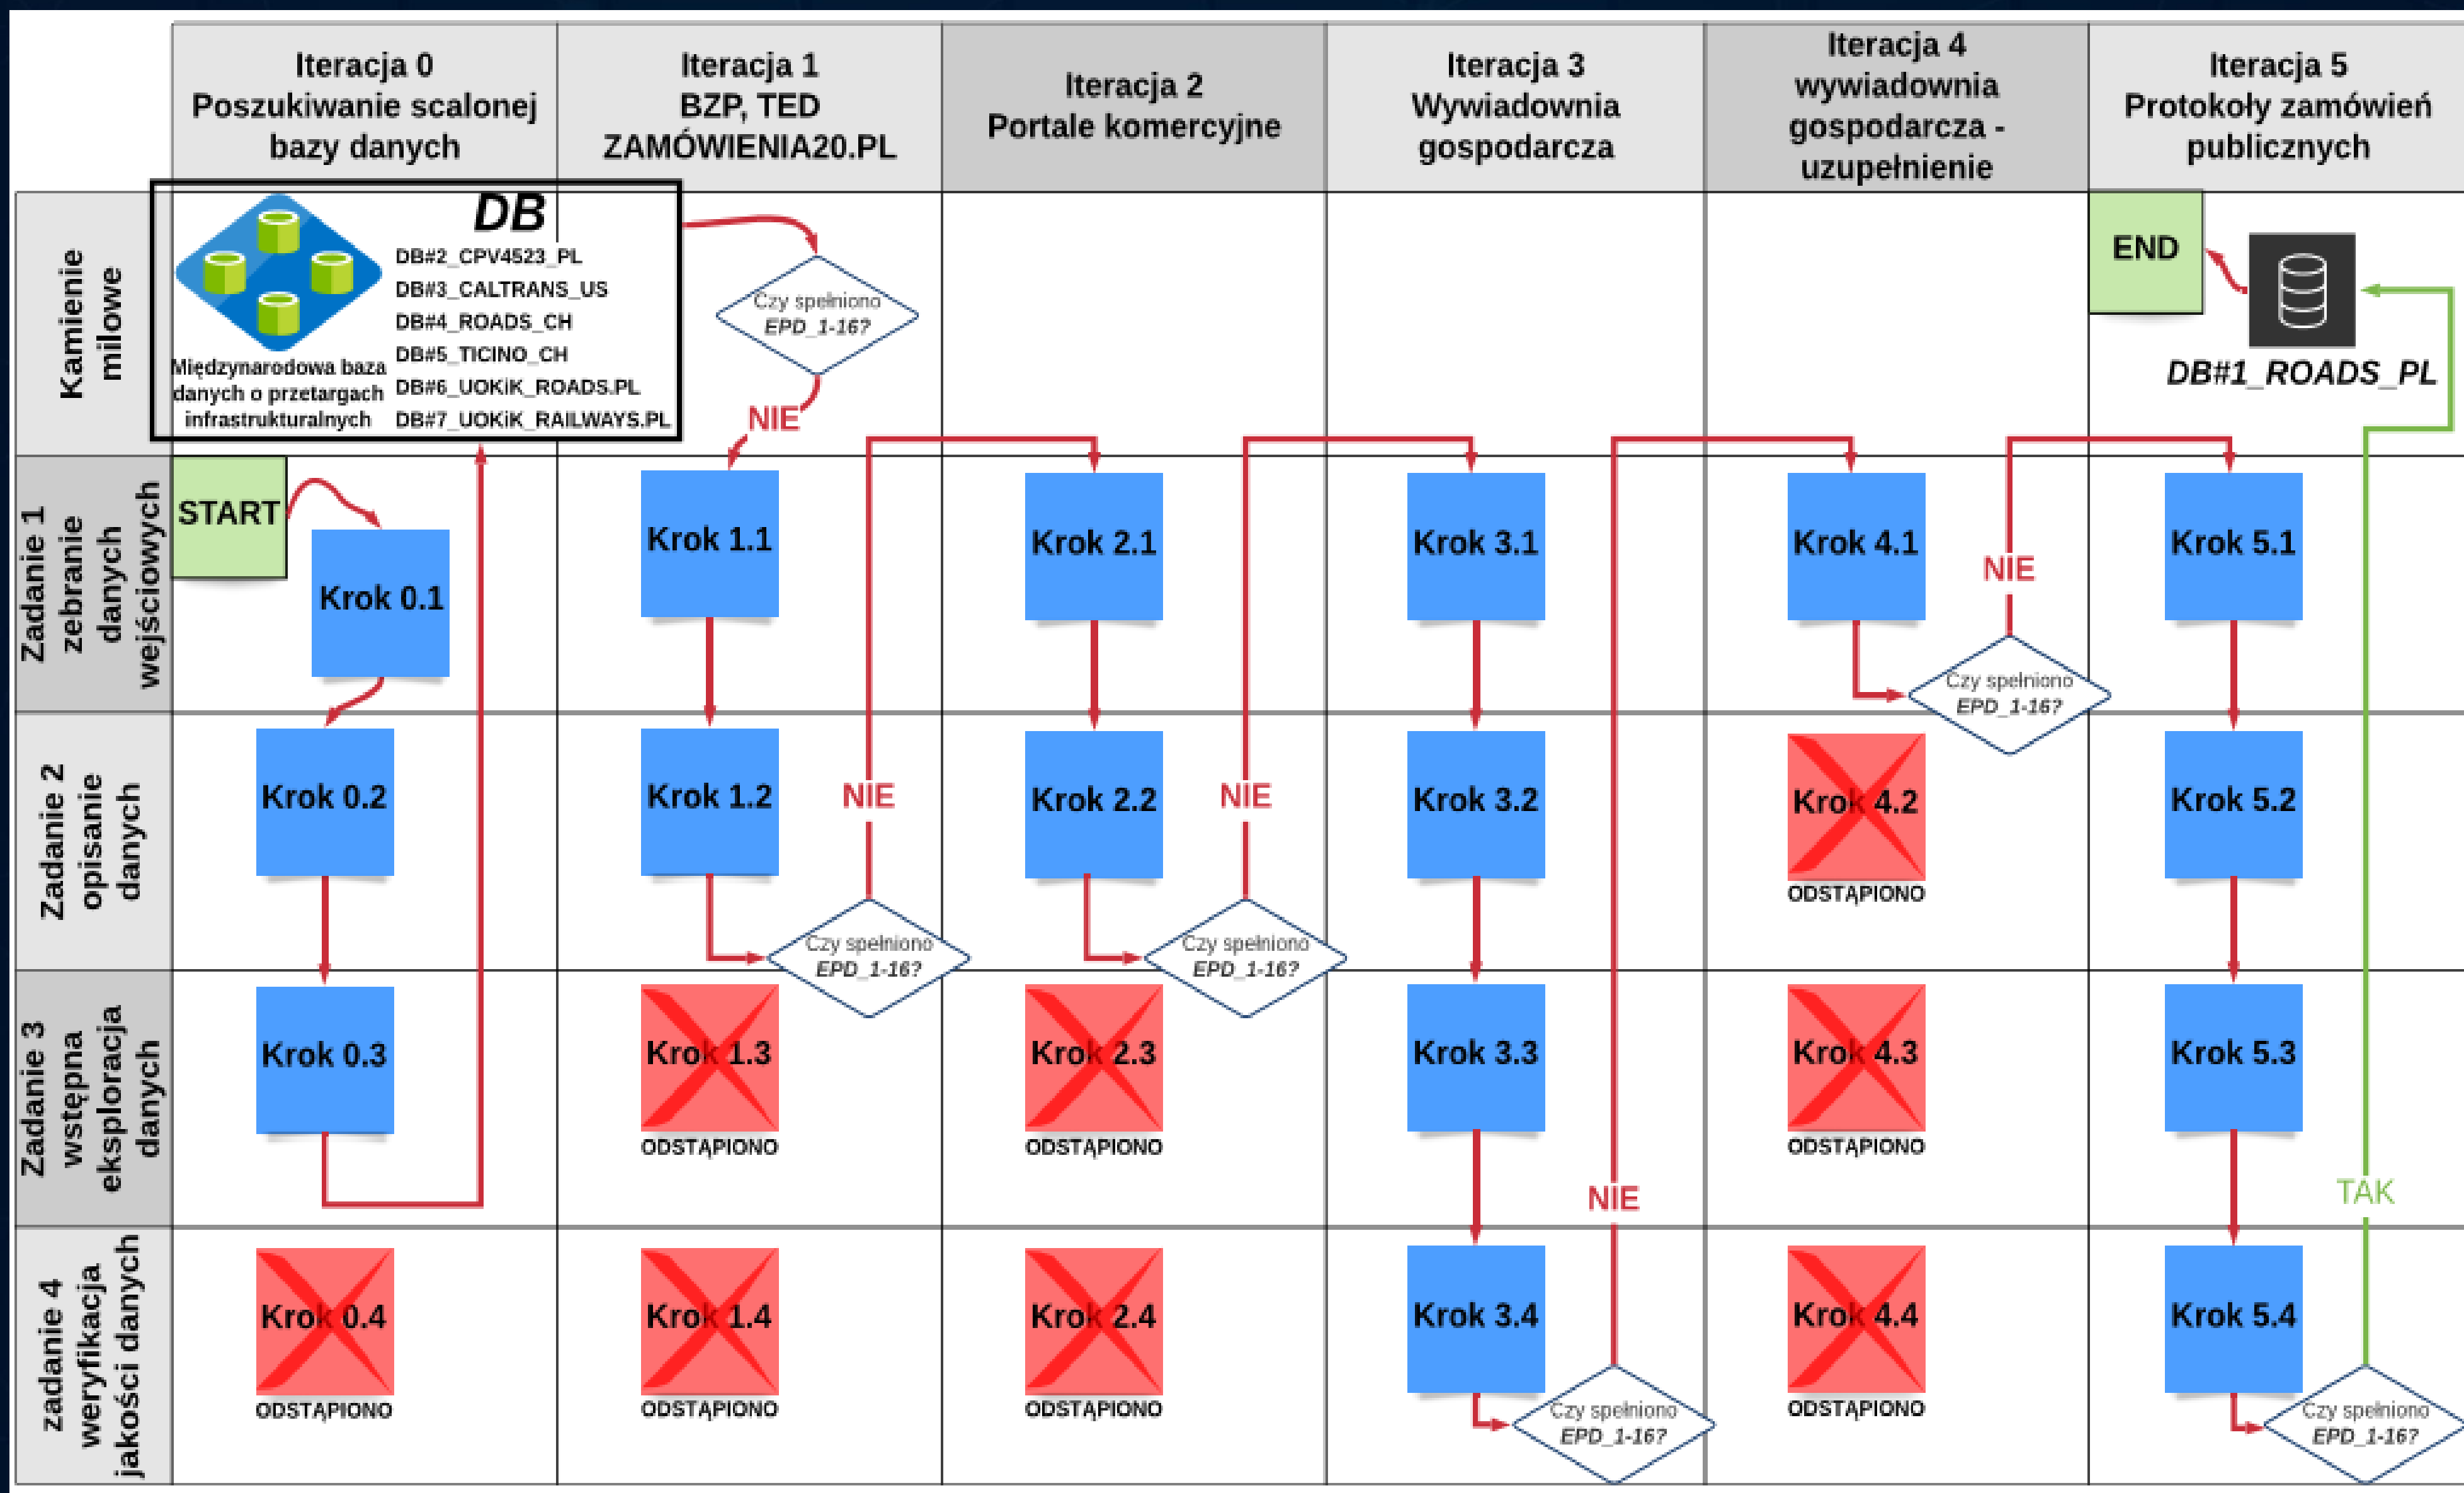 Iteracja 0
Poszukiwanie scalonej
bazy danych
Iteracja 1
BZP, TED
ZAMÓWIENIA20.PL
Iteracja 2
Portale komercyjne
Iteracja 3
Wywiadownia
gospodarcza
Iteracja 4
wywiadownia
gospodarcza -
uzupełnienie
Iteracja 5
Protokoły zamówień
publicznych
Kamienie
milowe
DB
DB#2_CPV4523_PL
DB#3_CALTRANS_US
DB#4_ROADS_CH
DB#5_TICINO_CH
DB#6_UOKiK_ROADS.PL
DB#7_UOKiK_RAILWAYS.PL
Międzynarodowa baza
danych o przetargach
infrastrukturalnych
Czy spełniono
EPD_1-16?
NIE
END
DB#1_ROADS_PL
Zadanie 1
zebranie
danych
wejściowych
START
Krok 0.1
Krok 1.1
Krok 2.1
Krok 3.1
Krok 4.1
NIE
Czy spełniono
EPD_1-16?
Krok 5.1
Zadanie 2
opisanie
danych
Krok 0.2
Krok 1.2
NIE
Czy spełniono
EPD_1-16?
Krok 2.2
NIE
Czy spełniono
EPD_1-16?
Krok 3.2
Krok 4.2
ODSTĄPIONO
Krok 5.2
Zadanie 3
wstępna
eksploracja
danych
Krok 0.3
Krok 1.3
ODSTĄPIONO
Krok 2.3
ODSTĄPIONO
Krok 3.3
NIE
Krok 4.3
ODSTĄPIONO
Krok 5.3
TAK
zadanie 4
weryfikacja
jakości danych
Krok 0.4
ODSTĄPIONO
Krok 1.4
ODSTĄPIONO
Krok 2.4
ODSTĄPIONO
Krok 3.4
Czy spełniono
EPD_1-16?
Krok 4.4
ODSTĄPIONO
Krok 5.4
Czy spełniono
EPD_1-16?